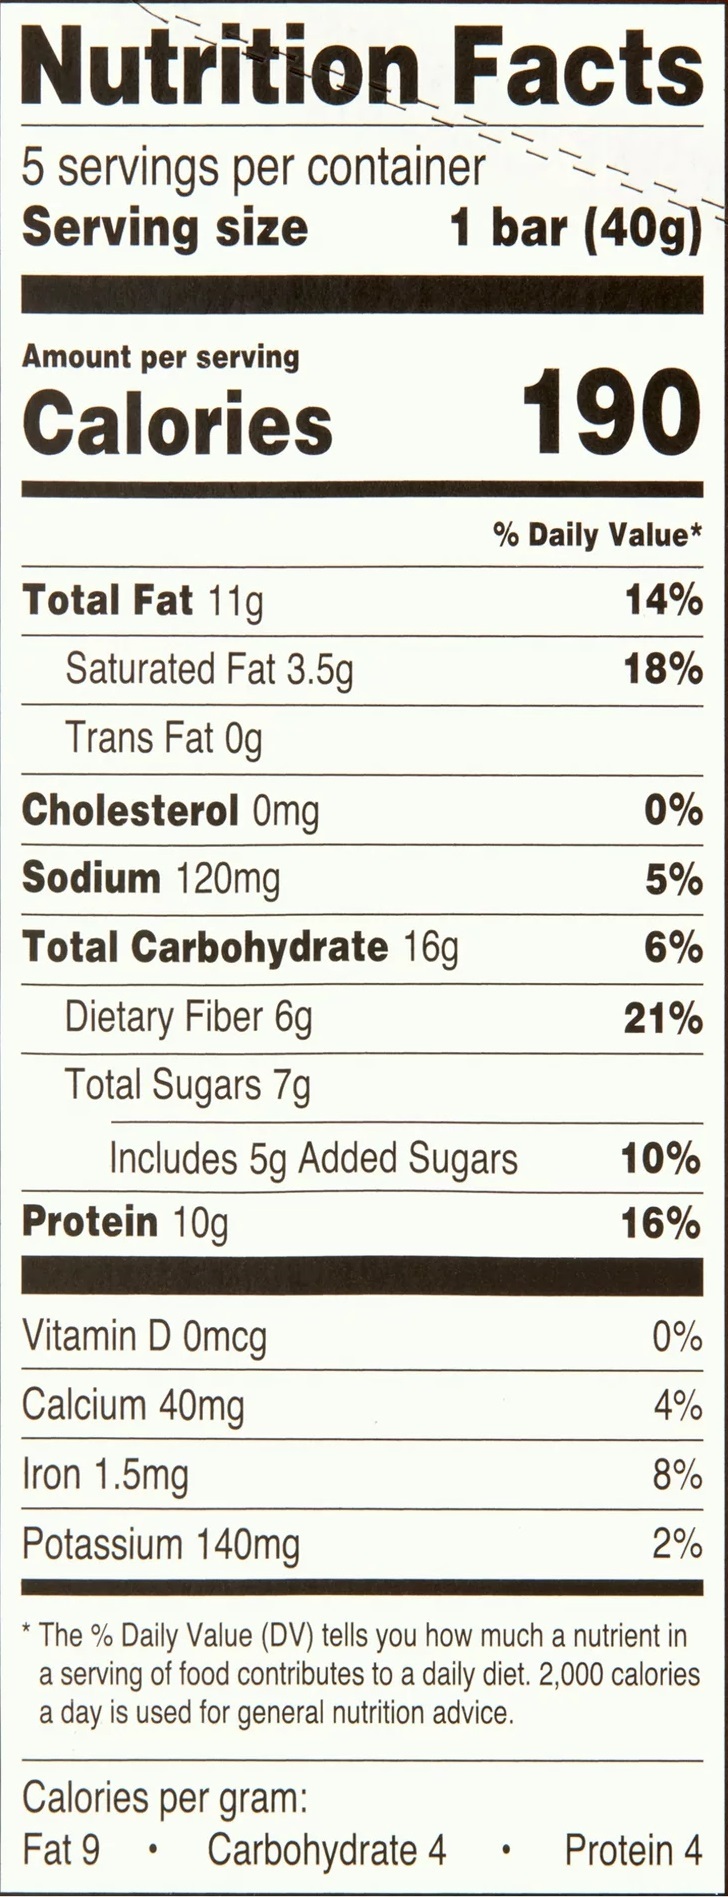 Nutrition Facts
5 servings per container
Serving size 1 bar (40g)
Amount per serving
Calories 190
% Daily Value*
Total Fat 11g 14%
Saturated Fat 3.5g 18%
Trans Fat 0g
Cholesterol 0mg 0%
Sodium 120mg 5%
Total Carbohydrate 16g 6%
Dietary Fiber 6g 21%
Total Sugars 7g
Includes 5g Added Sugars 10%
Protein 10g 16%
Vitamin D 0mcg 0%
Calcium 40mg 4%
Iron 1.5mg 8%
Potassium 140mg 2%
* The % Daily Value (DV) tells you how much a nutrient in
a serving of food contributes to a daily diet. 2,000 calories
a day is used for general nutrition advice.
Calories per gram:
Fat 9 • Carbohydrate 4 • Protein 4